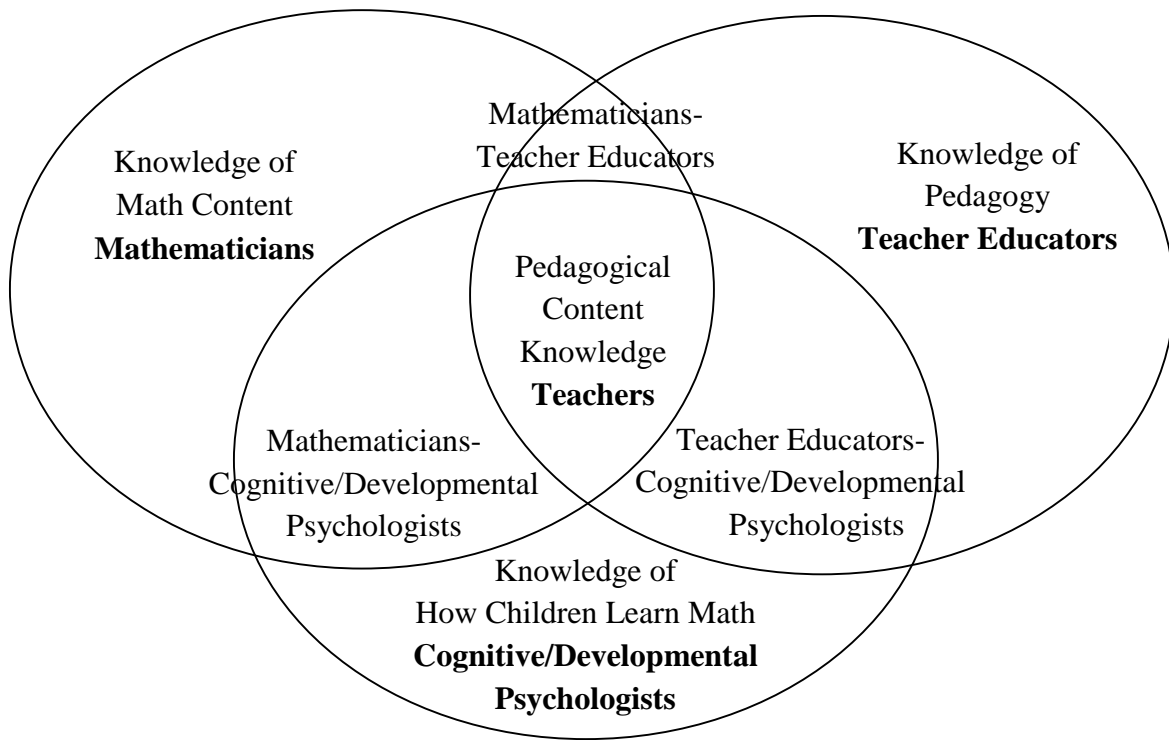 Mathematicians-
Teacher Educators
Knowledge of
Math Content
Mathematicians
Knowledge of
Pedagogy
Teacher Educators
Pedagogical
Content
Knowledge
Teachers
Mathematicians-
Cognitive/Developmental
Psychologists
Teacher Educators-
Cognitive/Developmental
Psychologists
Knowledge of
How Children Learn Math
Cognitive/Developmental
Psychologists